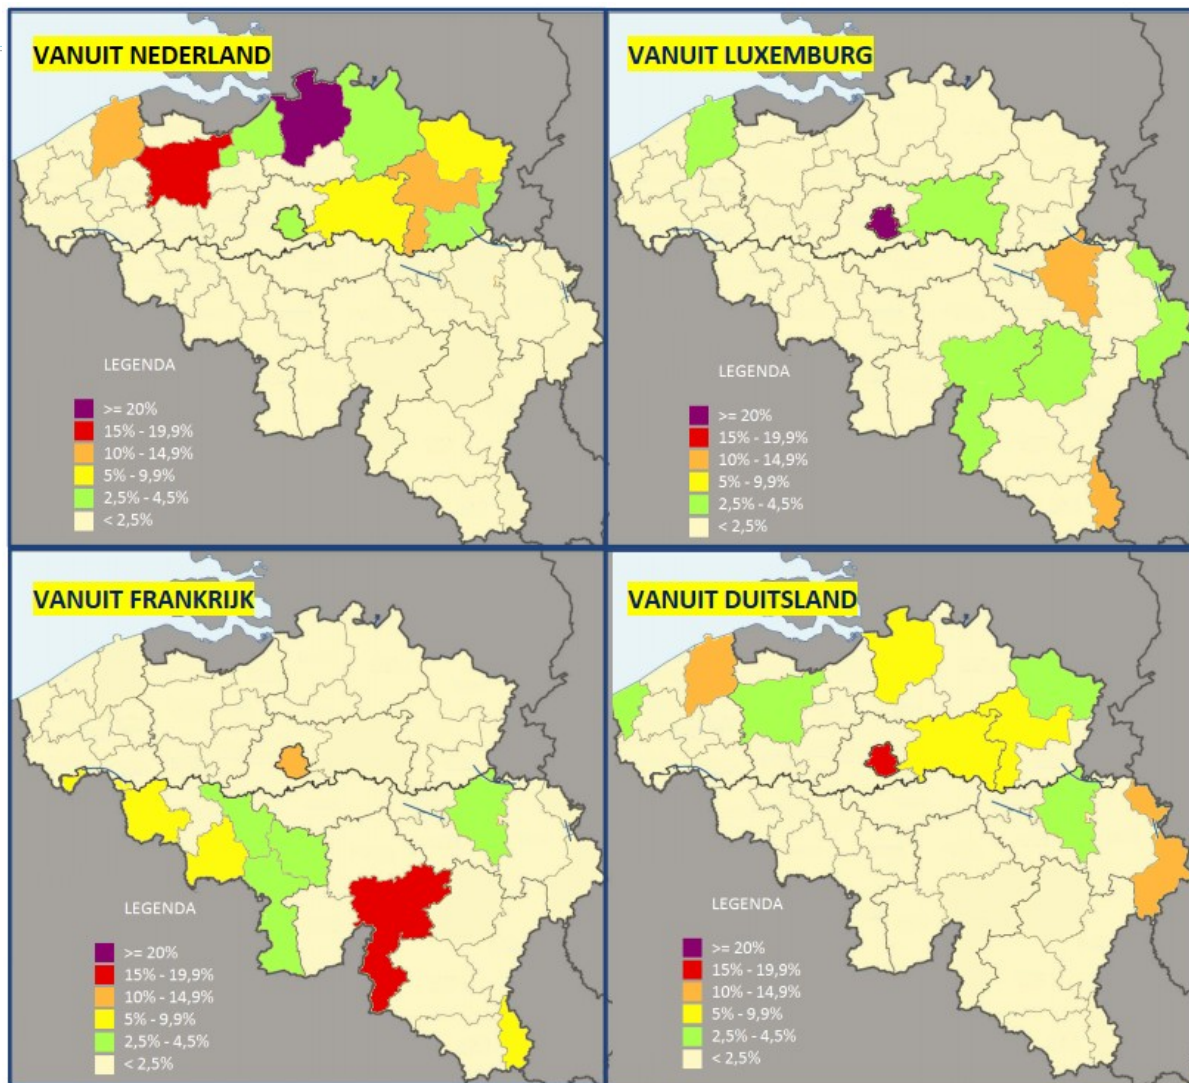 VANUIT NEDERLAND
LEGENDA
>= 20%
15% - 19,9%
10% - 14,9%
5% - 9,9%
2,5% - 4,5%
< 2,5%
VANUIT LUXEMBURG
LEGENDA
>= 20%
15% - 19,9%
10% - 14,9%
5% - 9,9%
2,5% - 4,5%
< 2,5%
VANUIT FRANKRIJK
LEGENDA
>= 20%
15% - 19,9%
10% - 14,9%
5% - 9,9%
2,5% - 4,5%
< 2,5%
VANUIT DUITSLAND
LEGENDA
>= 20%
15% - 19,9%
10% - 14,9%
5% - 9,9%
2,5% - 4,5%
< 2,5%